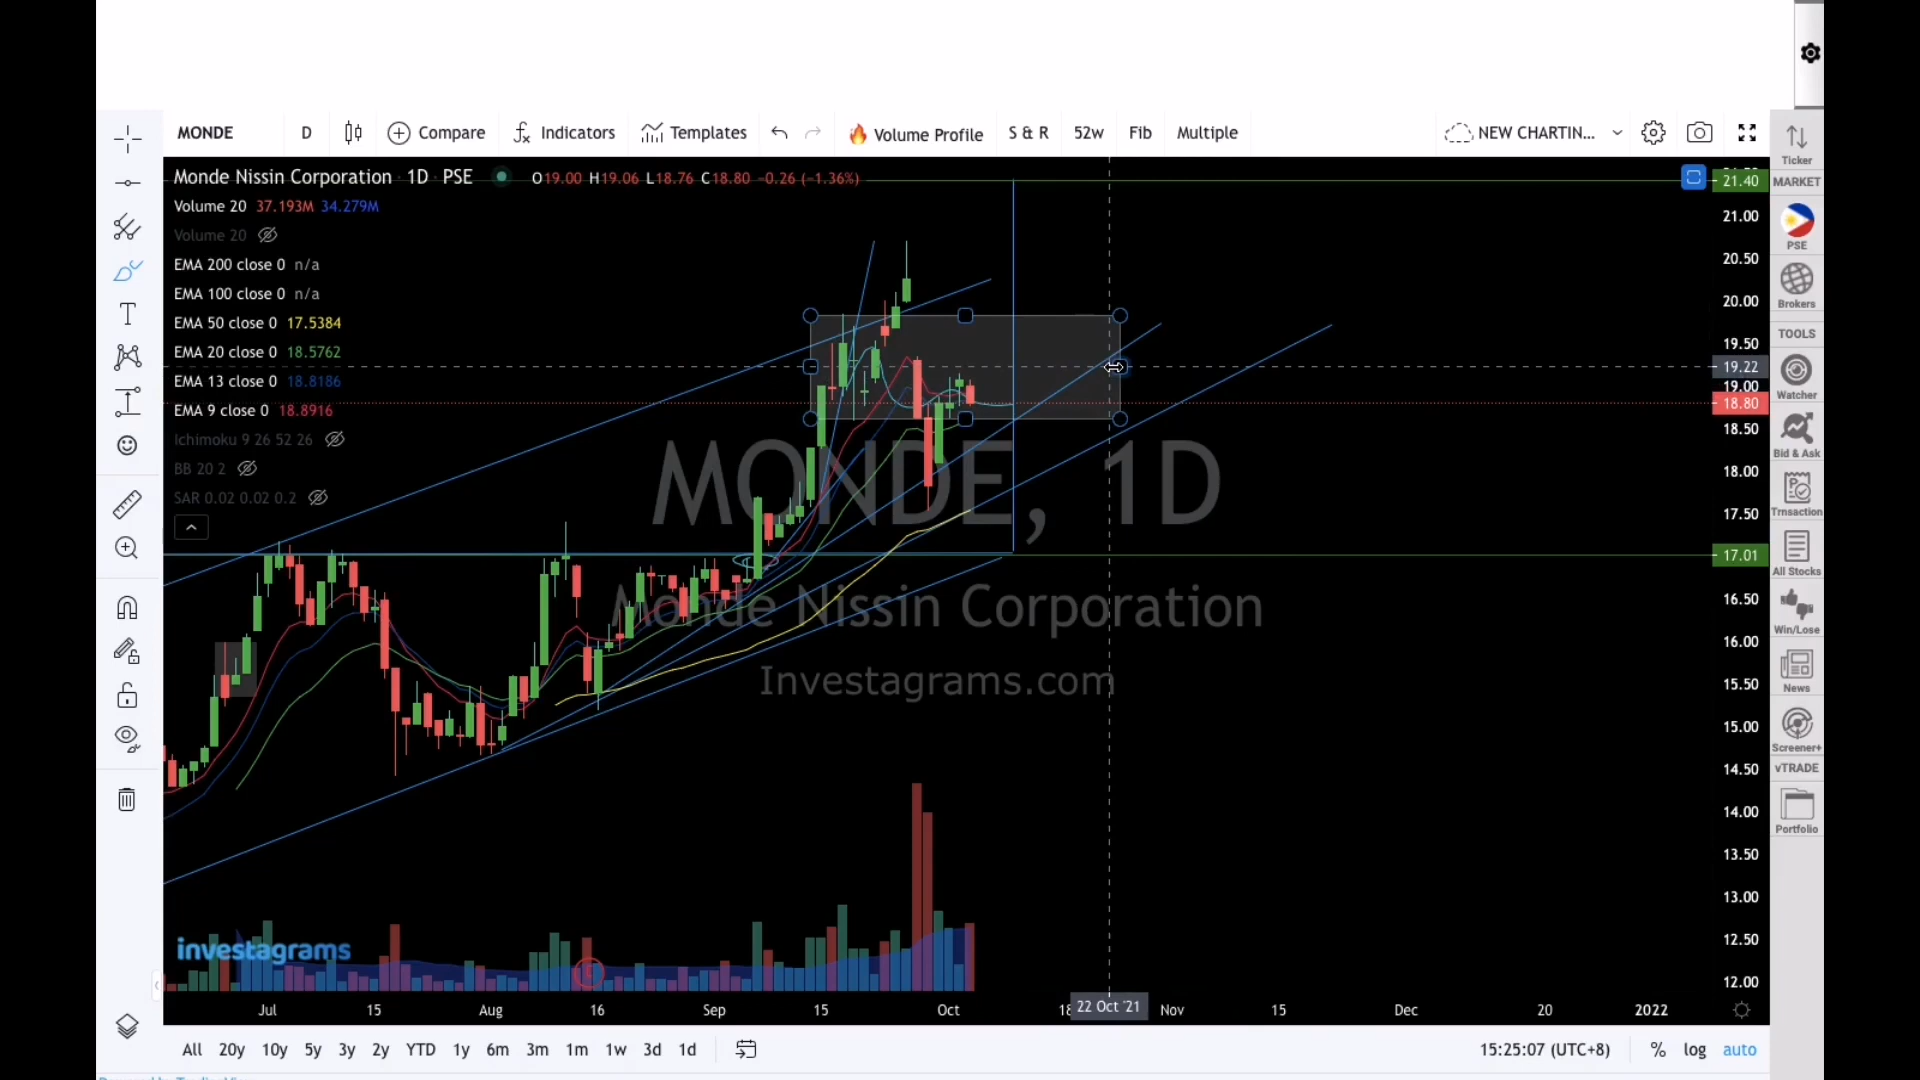 MONDE D Compare Indicators Templates Volume Profile S & R 52w Fib Multiple NEW CHARTIN...
Monde Nissin Corporation 1D PSE O19.00 H19.06 L18.76 C18.80 −0.26 (−1.36%)
Volume 20 37.193M 34.279M
Volume 20
EMA 200 close 0 n/a
EMA 100 close 0 n/a
EMA 50 close 0 17.5384
EMA 20 close 0 18.5762
EMA 13 close 0 18.8186
EMA 9 close 0 18.8916
Ichimoku 9 26 52 26
BB 20 2
SAR 0.02 0.02 0.2
MONDE, 1D
Monde Nissin Corporation
Investagrams.com
investagrams
21.40
21.00
20.50
20.00
19.50
19.22
19.00
18.80
18.50
18.00
17.50
17.01
16.50
16.00
15.50
15.00
14.50
14.00
13.50
13.00
12.50
12.00
Jul 15 Aug 16 Sep 15 Oct 22 Oct '21 Nov 15 Dec 20 2022
All 20y 10y 5y 3y 2y YTD 1y 6m 3m 1m 1w 3d 1d 15:25:07 (UTC+8) % log auto
Ticker
MARKET
PSE
Brokers
TOOLS
Watcher
Bid & Ask
Trnsaction
All Stocks
Win/Lose
News
Screener+
vTRADE
Portfolio